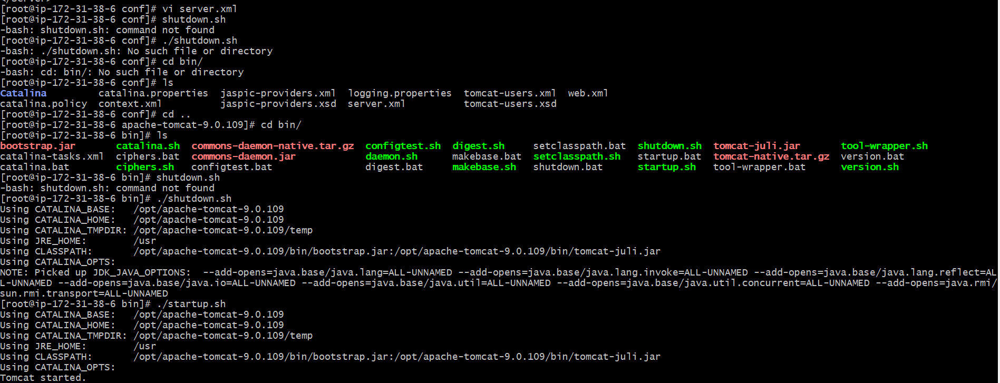 </Server>
[root@ip-172-31-38-6 conf]# vi server.xml
[root@ip-172-31-38-6 conf]# shutdown.sh
-bash: shutdown.sh: command not found
[root@ip-172-31-38-6 conf]# ./shutdown.sh
-bash: ./shutdown.sh: No such file or directory
[root@ip-172-31-38-6 conf]# cd bin/
-bash: cd: bin/: No such file or directory
[root@ip-172-31-38-6 conf]# ls
Catalina         catalina.properties  jaspic-providers.xml  logging.properties  tomcat-users.xml  web.xml
catalina.policy  context.xml          jaspic-providers.xsd  server.xml          tomcat-users.xsd
[root@ip-172-31-38-6 conf]# cd ..
[root@ip-172-31-38-6 apache-tomcat-9.0.109]# cd bin/
[root@ip-172-31-38-6 bin]# ls
bootstrap.jar       catalina.sh  commons-daemon-native.tar.gz  configtest.sh  digest.sh    setclasspath.bat  shutdown.sh  tomcat-juli.jar       tool-wrapper.sh
catalina-tasks.xml  ciphers.bat  commons-daemon.jar            daemon.sh      makebase.bat  setclasspath.sh   startup.bat  tomcat-native.tar.gz  version.bat
catalina.bat        ciphers.sh   configtest.bat                digest.bat     makebase.sh   shutdown.bat      startup.sh   tool-wrapper.bat      version.sh
[root@ip-172-31-38-6 bin]# shutdown.sh
-bash: shutdown.sh: command not found
[root@ip-172-31-38-6 bin]# ./shutdown.sh
Using CATALINA_BASE:   /opt/apache-tomcat-9.0.109
Using CATALINA_HOME:   /opt/apache-tomcat-9.0.109
Using CATALINA_TMPDIR: /opt/apache-tomcat-9.0.109/temp
Using JRE_HOME:        /usr
Using CLASSPATH:       /opt/apache-tomcat-9.0.109/bin/bootstrap.jar:/opt/apache-tomcat-9.0.109/bin/tomcat-juli.jar
Using CATALINA_OPTS:
NOTE: Picked up JDK_JAVA_OPTIONS:  --add-opens=java.base/java.lang=ALL-UNNAMED --add-opens=java.base/java.lang.invoke=ALL-UNNAMED --add-opens=java.base/java.lang.reflect=AL
L-UNNAMED --add-opens=java.base/java.io=ALL-UNNAMED --add-opens=java.base/java.util=ALL-UNNAMED --add-opens=java.base/java.util.concurrent=ALL-UNNAMED --add-opens=java.rmi/
sun.rmi.transport=ALL-UNNAMED
[root@ip-172-31-38-6 bin]# ./startup.sh
Using CATALINA_BASE:   /opt/apache-tomcat-9.0.109
Using CATALINA_HOME:   /opt/apache-tomcat-9.0.109
Using CATALINA_TMPDIR: /opt/apache-tomcat-9.0.109/temp
Using JRE_HOME:        /usr
Using CLASSPATH:       /opt/apache-tomcat-9.0.109/bin/bootstrap.jar:/opt/apache-tomcat-9.0.109/bin/tomcat-juli.jar
Using CATALINA_OPTS:
Tomcat started.